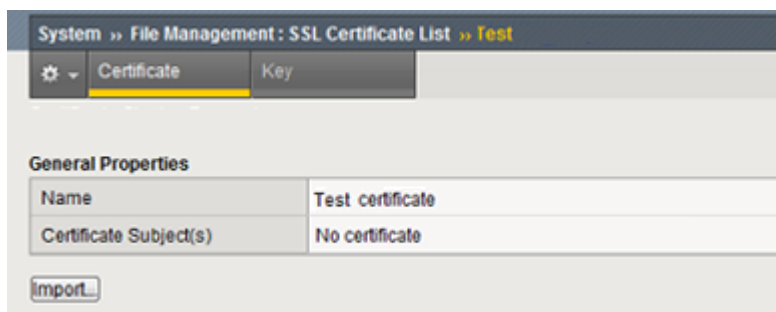 System » File Management : SSL Certificate List » Test
Certificate Key
General Properties
Name Test certificate
Certificate Subject(s) No certificate
Import...